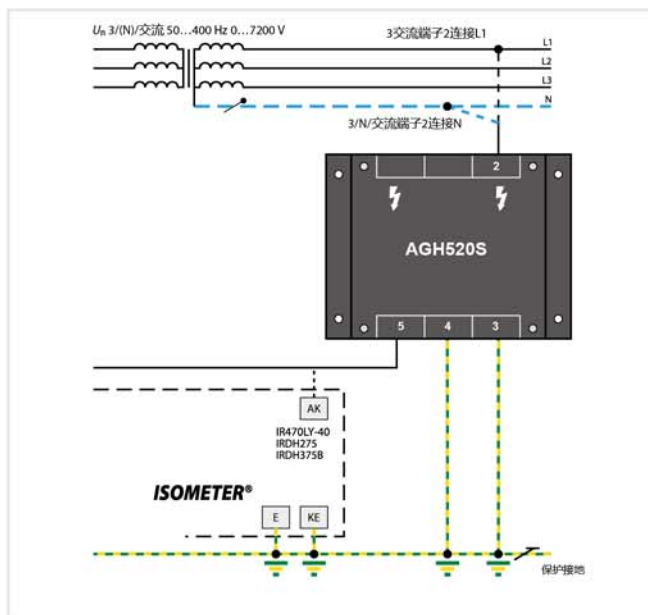 Un 3/(N)/交流 50…400 Hz 0…7200 V
3交流端子2连接L1
L1
L2
L3
N
3/N/交流端子2连接N
2
AGH520S
5 4 3
AK
IR470LY-40
IRDH275
IRDH375B
ISOMETER®
E KE
保护接地